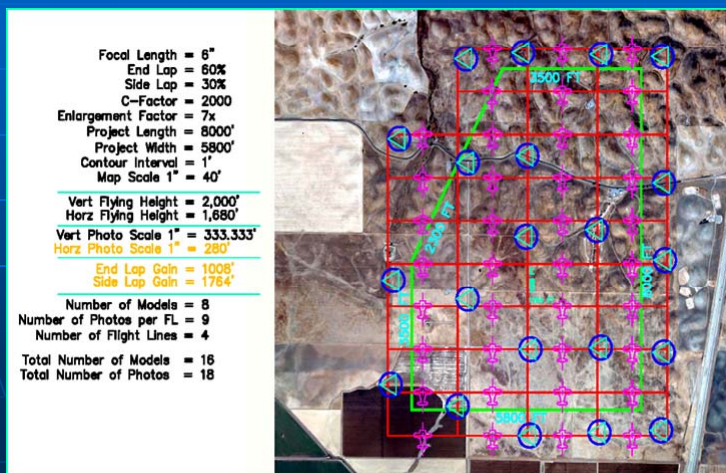 Focal Length = 6"
End Lap = 60%
Side Lap = 30%
C-Factor = 2000
Enlargement Factor = 7x
Project Length = 8000'
Project Width = 5800'
Contour Interval = 1'
Map Scale 1" = 40'
Vert Flying Height = 2,000'
Horz Flying Height = 1,680'
Vert Photo Scale 1" = 333.333'
Horz Photo Scale 1" = 280'
End Lap Gain = 1008'
Side Lap Gain = 1764'
Number of Models = 8
Number of Photos per FL = 9
Number of Flight Lines = 4
Total Number of Models = 16
Total Number of Photos = 18
3500 FT
5800 FT